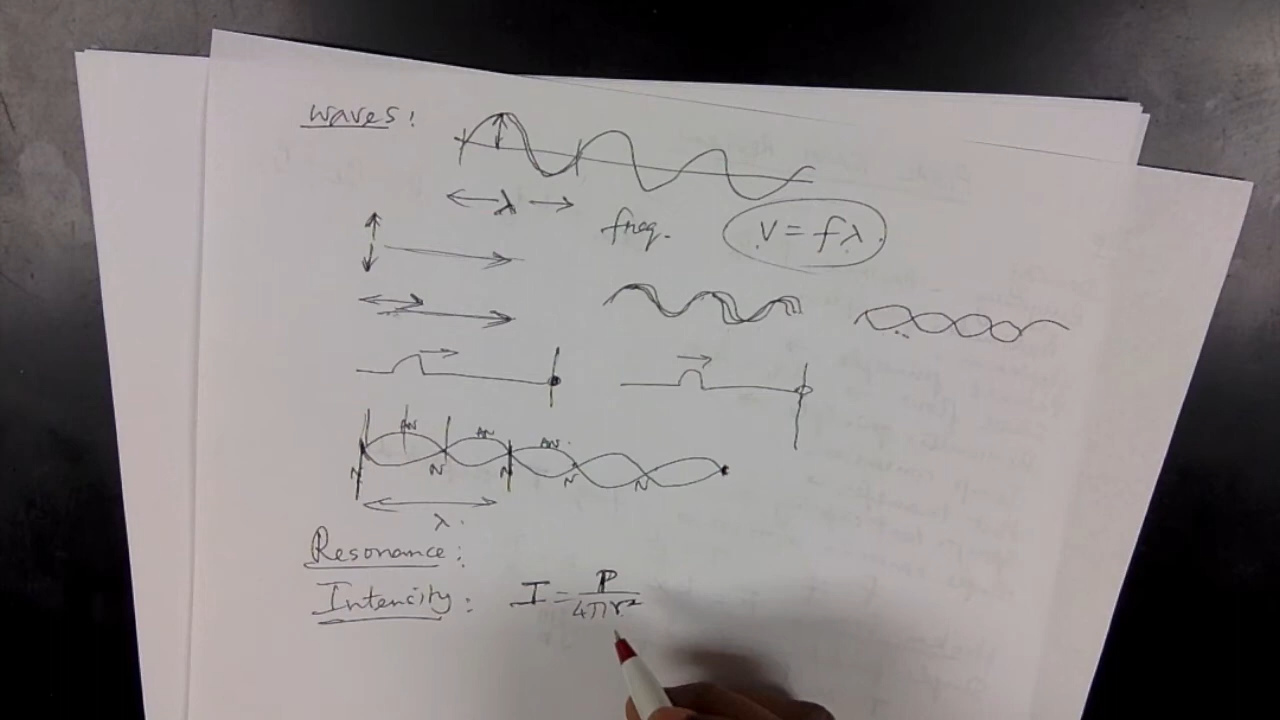 Waves:
λ
freq.
V = fλ
AN AN AN
N N N N N
λ.
Resonance:
Intencity: I = P/4πr²